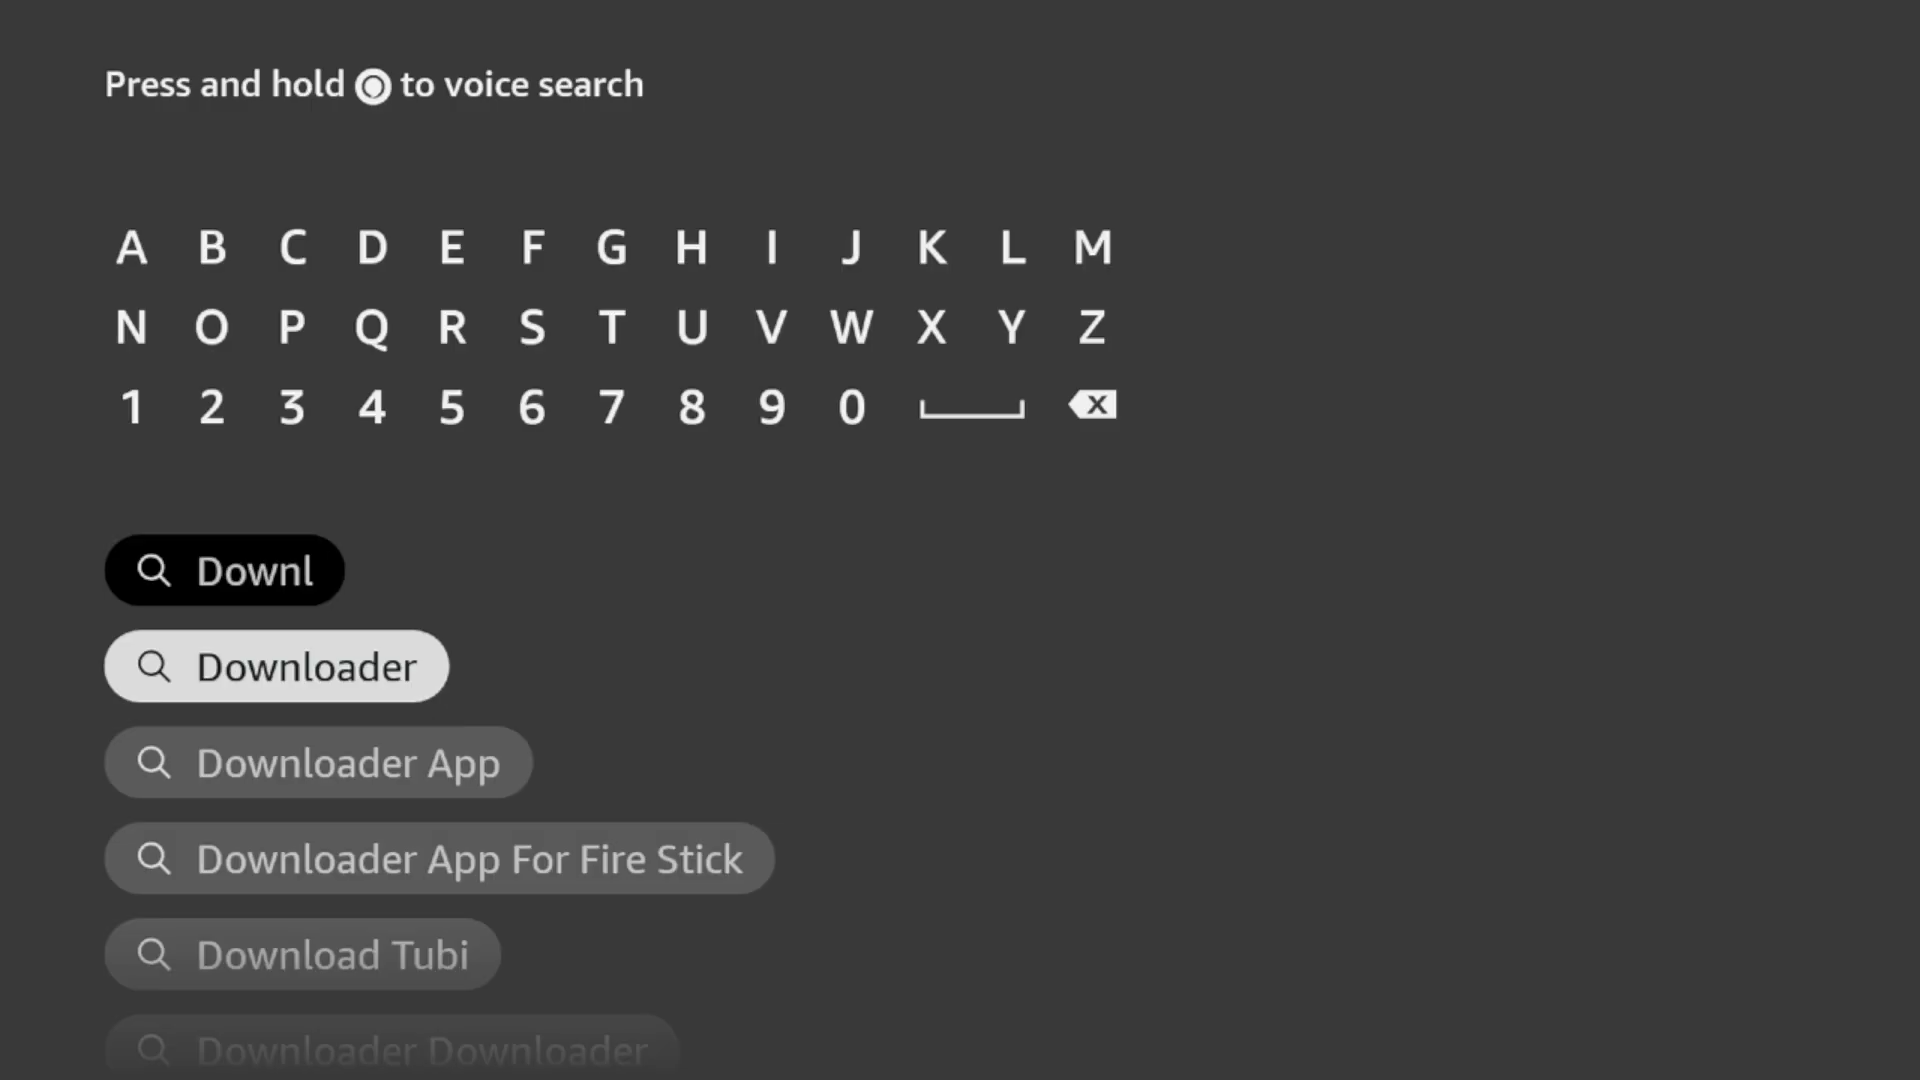 Press and hold to voice search
A B C D E F G H I J K L M
N O P Q R S T U V W X Y Z
1 2 3 4 5 6 7 8 9 0
Downl
Downloader
Downloader App
Downloader App For Fire Stick
Download Tubi
Downloader Downloader